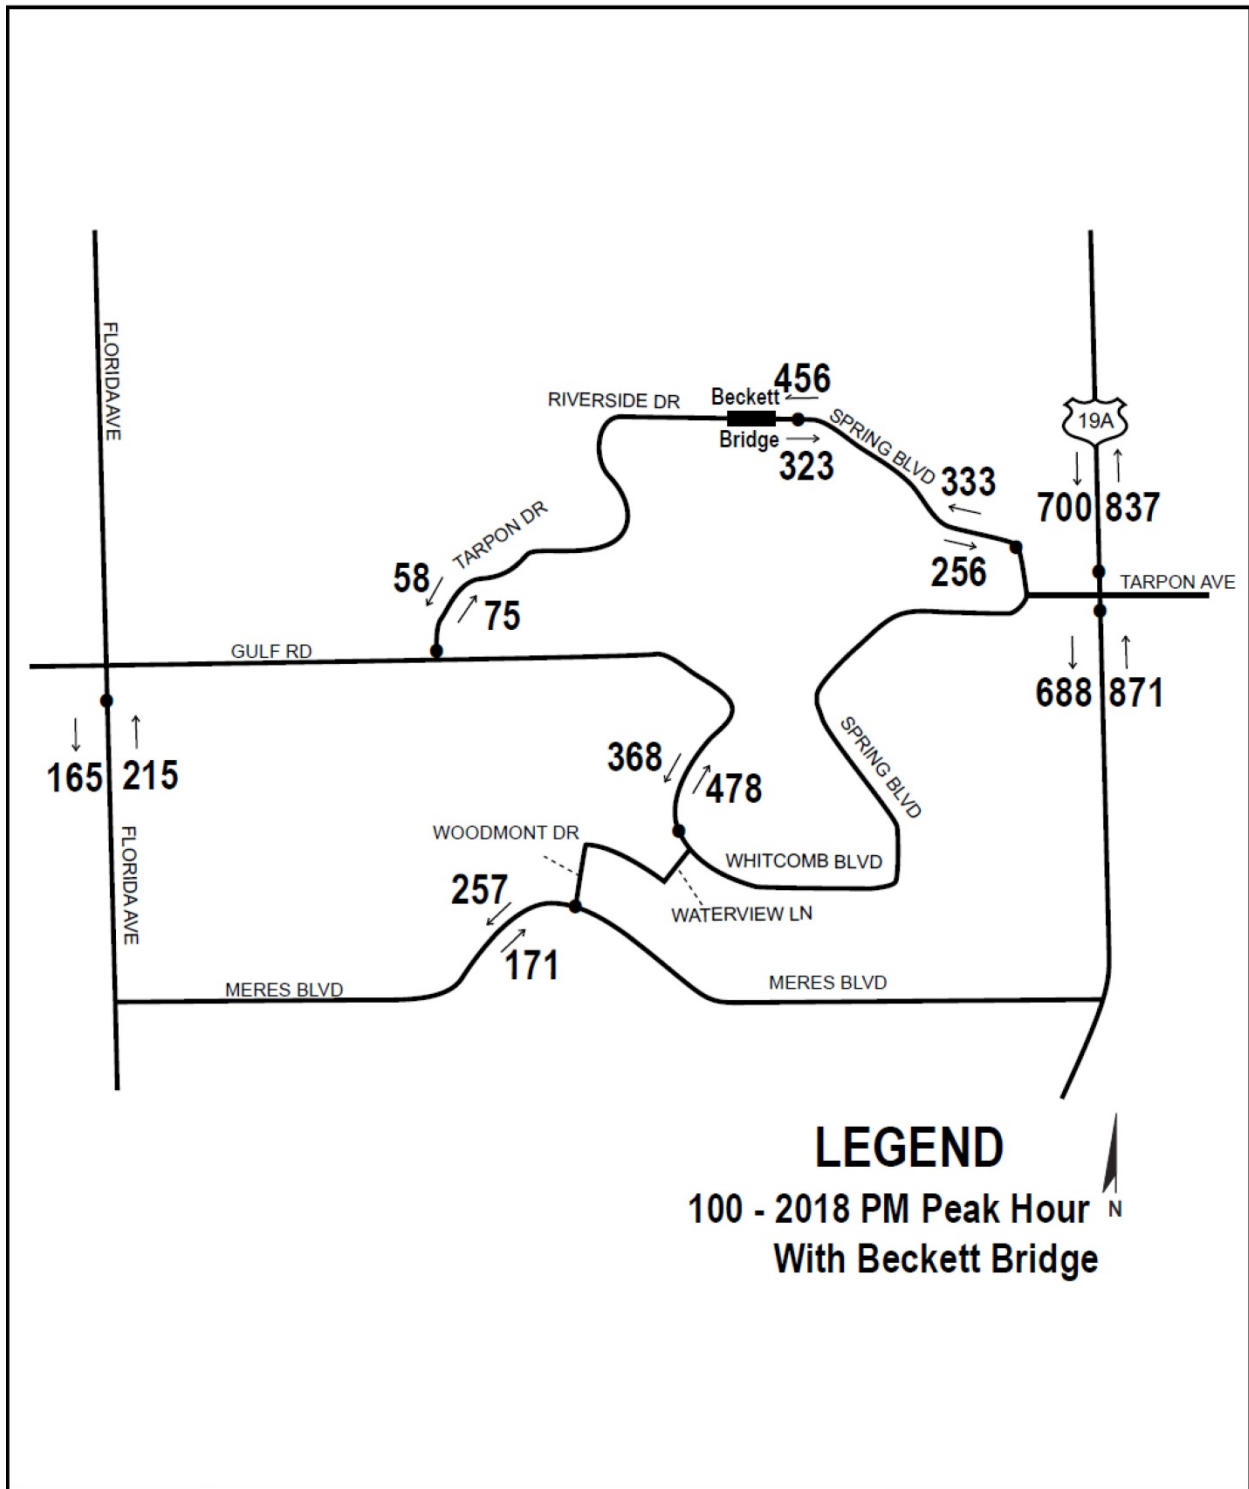 FLORIDA AVE
RIVERSIDE DR
Beckett
Bridge
456
323
SPRING BLVD
333
256
19A
700
837
TARPON AVE
688
871
TARPON DR
58
75
GULF RD
165
215
FLORIDA AVE
368
478
SPRING BLVD
WOODMONT DR
WHITCOMB BLVD
WATERVIEW LN
257
171
MERES BLVD
MERES BLVD
LEGEND
100 - 2018 PM Peak Hour
With Beckett Bridge
N